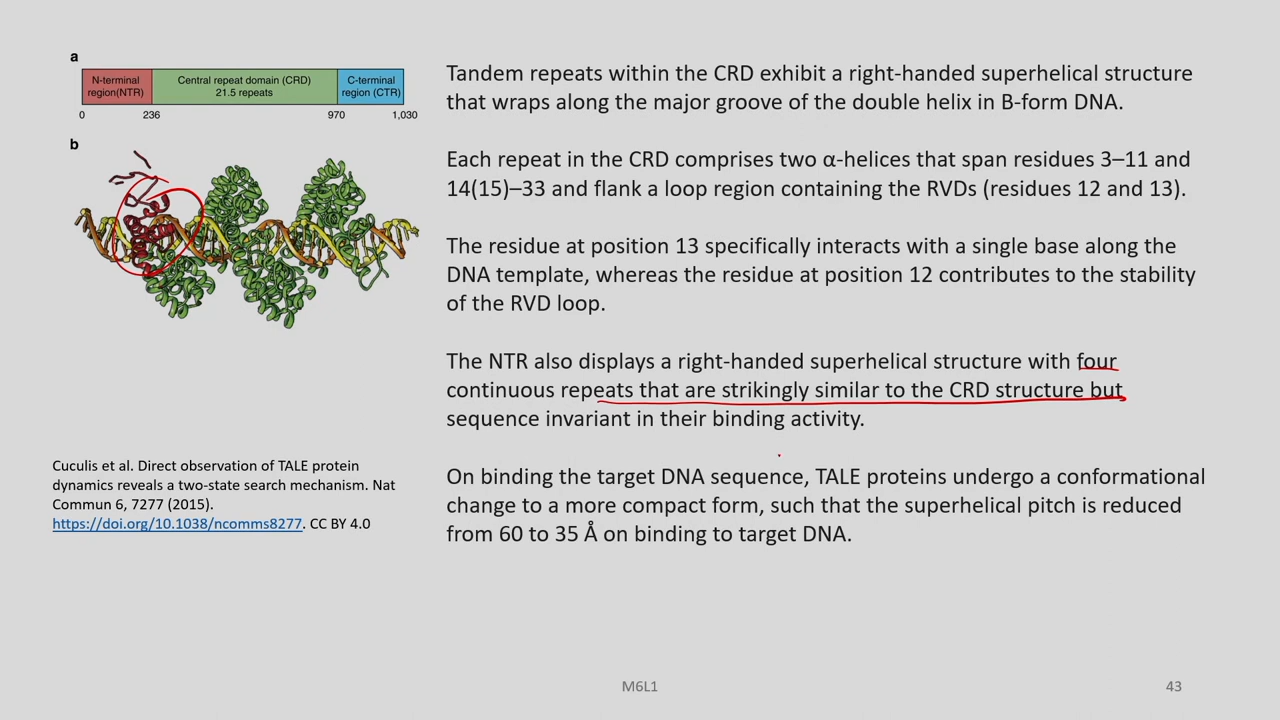 a
N-terminal
region(NTR)
Central repeat domain (CRD)
21.5 repeats
C-terminal
region (CTR)
0
236
970
1,030
b
Tandem repeats within the CRD exhibit a right-handed superhelical structure
that wraps along the major groove of the double helix in B-form DNA.
Each repeat in the CRD comprises two α-helices that span residues 3–11 and
14(15)–33 and flank a loop region containing the RVDs (residues 12 and 13).
The residue at position 13 specifically interacts with a single base along the
DNA template, whereas the residue at position 12 contributes to the stability
of the RVD loop.
The NTR also displays a right-handed superhelical structure with four
continuous repeats that are strikingly similar to the CRD structure but
sequence invariant in their binding activity.
On binding the target DNA sequence, TALE proteins undergo a conformational
change to a more compact form, such that the superhelical pitch is reduced
from 60 to 35 Å on binding to target DNA.
Cuculis et al. Direct observation of TALE protein
dynamics reveals a two-state search mechanism. Nat
Commun 6, 7277 (2015).
https://doi.org/10.1038/ncomms8277. CC BY 4.0
M6L1
43